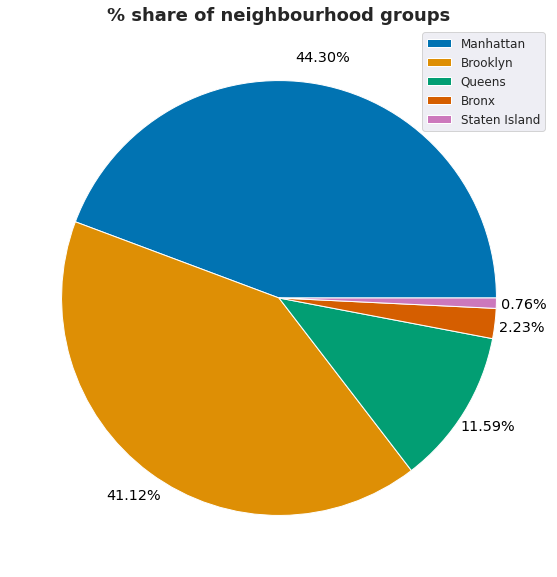 % share of neighbourhood groups
Manhattan
Brooklyn
Queens
Bronx
Staten Island
44.30%
0.76%
2.23%
11.59%
41.12%